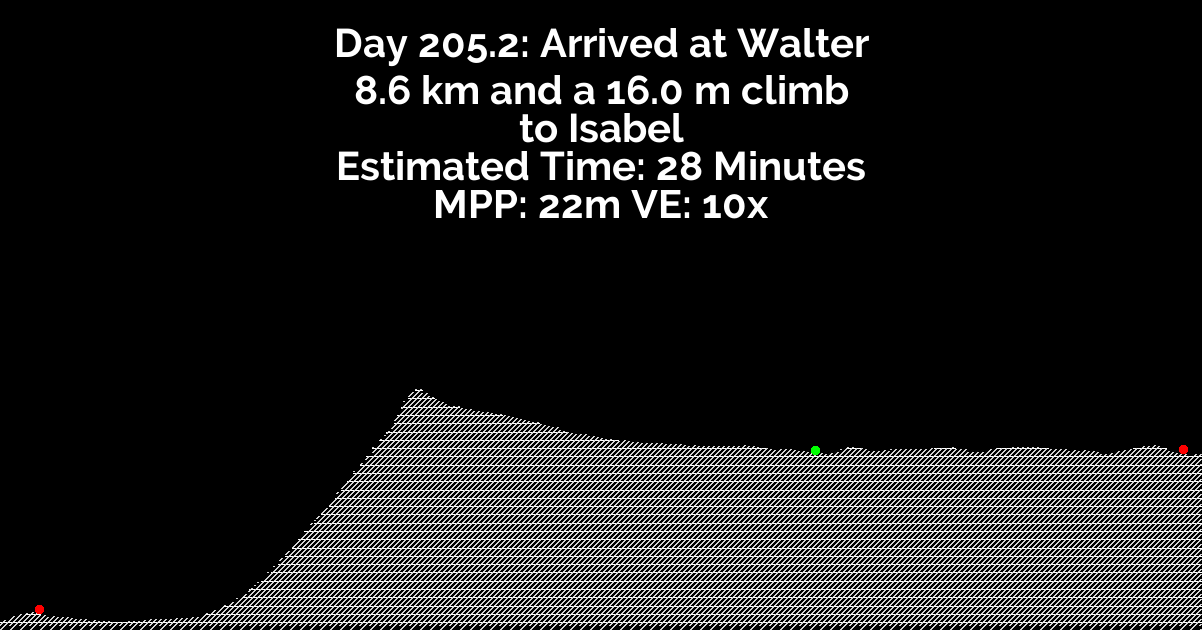 Day 205.2: Arrived at Walter
8.6 km and a 16.0 m climb
to Isabel
Estimated Time: 28 Minutes
MPP: 22m VE: 10x